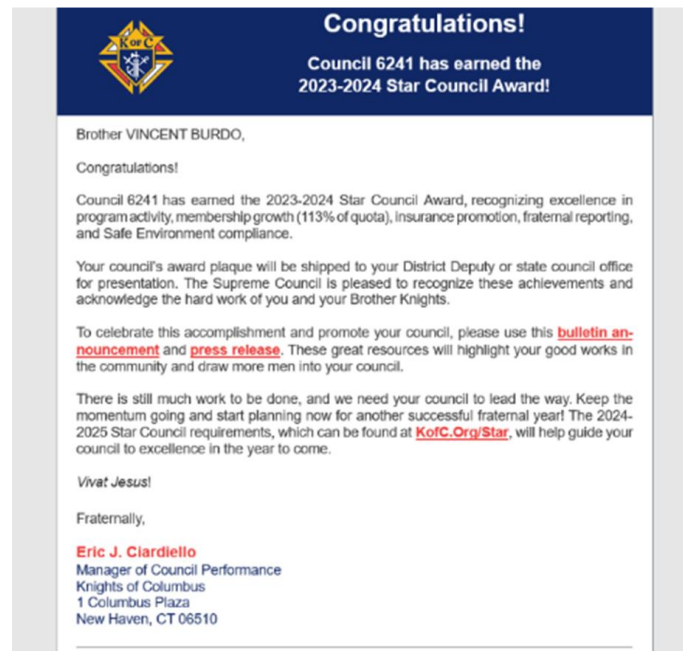 K OF C
Congratulations!
Council 6241 has earned the
2023-2024 Star Council Award!
Brother VINCENT BURDO,
Congratulations!
Council 6241 has earned the 2023-2024 Star Council Award, recognizing excellence in
program activity, membership growth (113% of quota), insurance promotion, fraternal reporting,
and Safe Environment compliance.
Your council's award plaque will be shipped to your District Deputy or state council office
for presentation. The Supreme Council is pleased to recognize these achievements and
acknowledge the hard work of you and your Brother Knights.
To celebrate this accomplishment and promote your council, please use this bulletin an-
nouncement and press release. These great resources will highlight your good works in
the community and draw more men into your council.
There is still much work to be done, and we need your council to lead the way. Keep the
momentum going and start planning now for another successful fraternal year! The 2024-
2025 Star Council requirements, which can be found at KofC.Org/Star, will help guide your
council to excellence in the year to come.
Vivat Jesus!
Fraternally,
Eric J. Ciardiello
Manager of Council Performance
Knights of Columbus
1 Columbus Plaza
New Haven, CT 06510